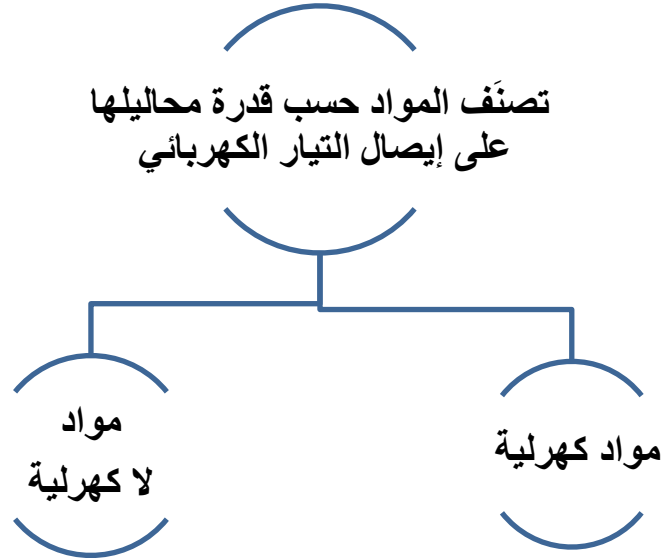 تصنَف المواد حسب قدرة محاليلها
على إيصال التيار الكهربائي
مواد كهرلية
مواد
لا كهرلية